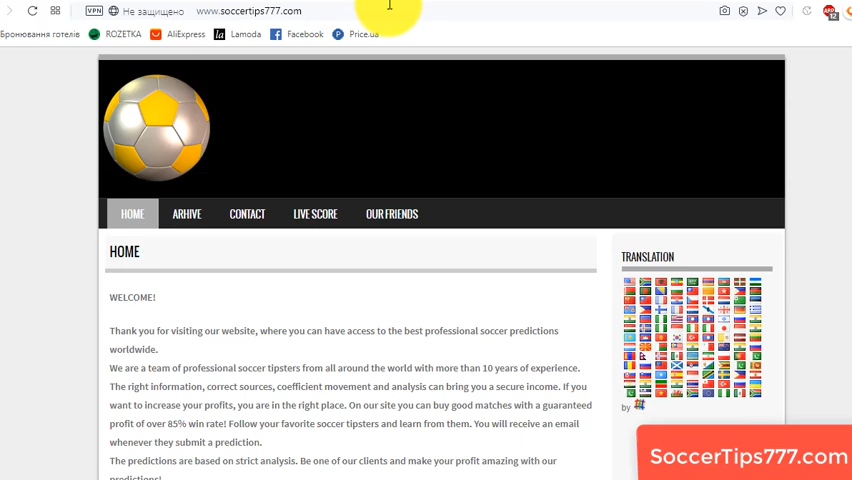 VPN Не защищено www.soccertips777.com
12
Бронювання готелів ROZETKA AliExpress la Lamoda Facebook P Price.ua
HOME ARHIVE CONTACT LIVE SCORE OUR FRIENDS
HOME
WELCOME!
Thank you for visiting our website, where you can have access to the best professional soccer predictions
worldwide.
We are a team of professional soccer tipsters from all around the world with more than 10 years of experience.
The right information, correct sources, coefficient movement and analysis can bring you a secure income. If you
want to increase your profits, you are in the right place. On our site you can buy good matches with a guaranteed
profit of over 85% win rate! Follow your favorite soccer tipsters and learn from them. You will receive an email
whenever they submit a prediction.
The predictions are based on strict analysis. Be one of our clients and make your profit amazing with our
predictions!
TRANSLATION
by
SoccerTips777.com